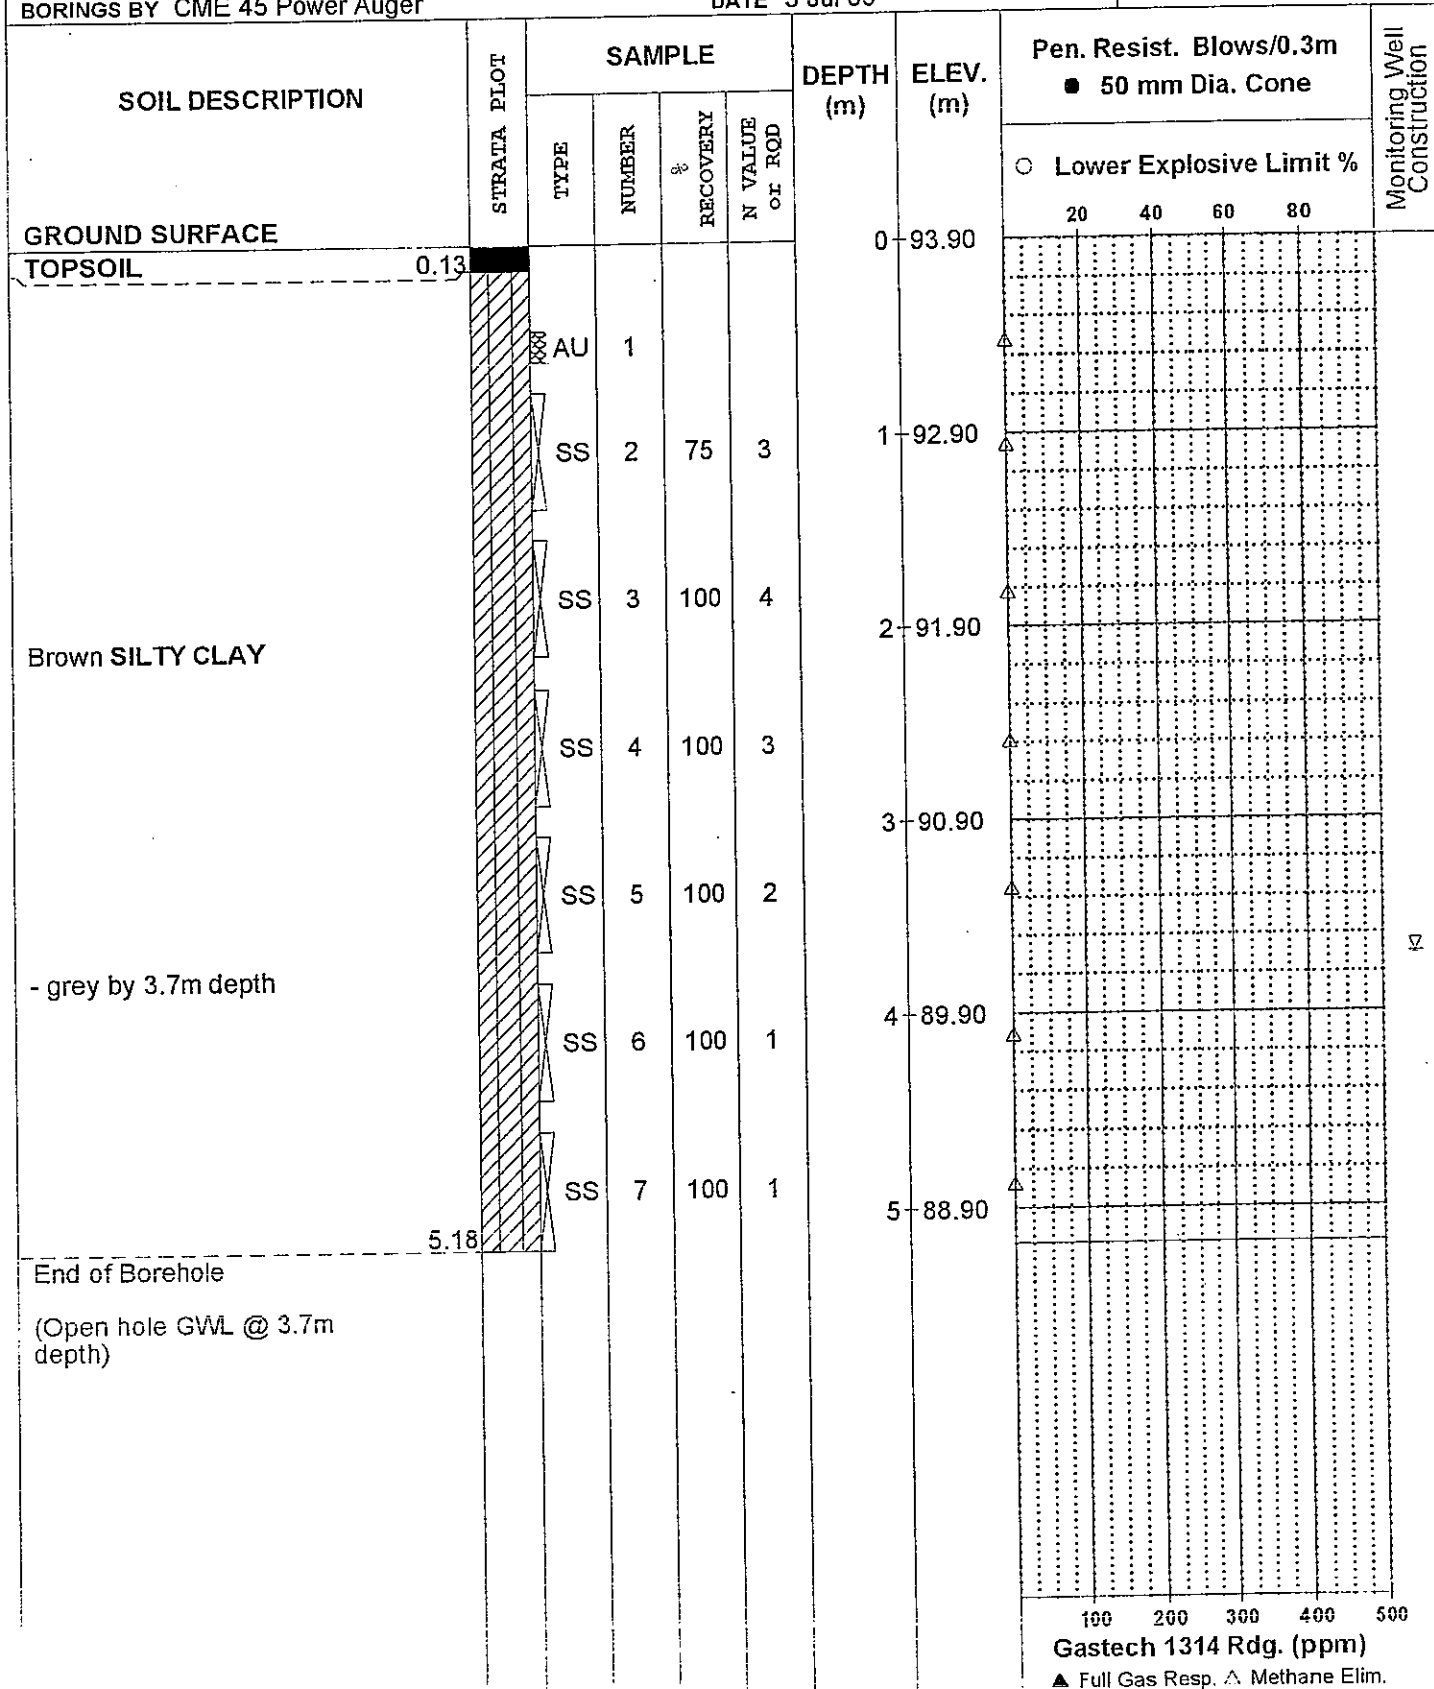 BORINGS BY CME 45 Power Auger
SOIL DESCRIPTION
STRATA PLOT
SAMPLE
TYPE
NUMBER
% RECOVERY
N VALUE or RQD
DEPTH (m)
ELEV. (m)
Pen. Resist. Blows/0.3m
● 50 mm Dia. Cone
○ Lower Explosive Limit %
20 40 60 80
Monitoring Well Construction
GROUND SURFACE
0 93.90
TOPSOIL 0.13
AU 1
1 92.90
SS 2 75 3
SS 3 100 4
2 91.90
Brown SILTY CLAY
SS 4 100 3
3 90.90
SS 5 100 2
- grey by 3.7m depth
4 89.90
SS 6 100 1
SS 7 100 1
5 88.90
5.18
End of Borehole
(Open hole GWL @ 3.7m
depth)
100 200 300 400 500
Gastech 1314 Rdg. (ppm)
▲ Full Gas Resp. △ Methane Elim.